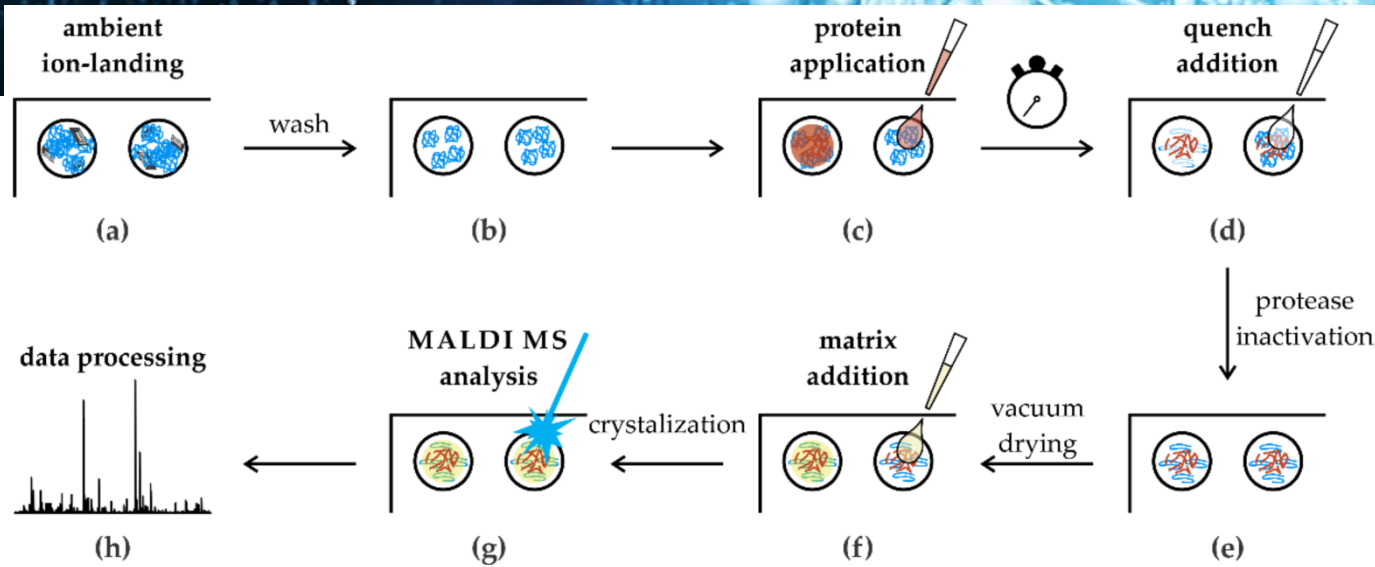 ambient
ion-landing
wash
protein
application
quench
addition
(a)
(b)
(c)
(d)
protease
inactivation
data processing
MALDI MS
analysis
crystalization
matrix
addition
vacuum
drying
(h)
(g)
(f)
(e)